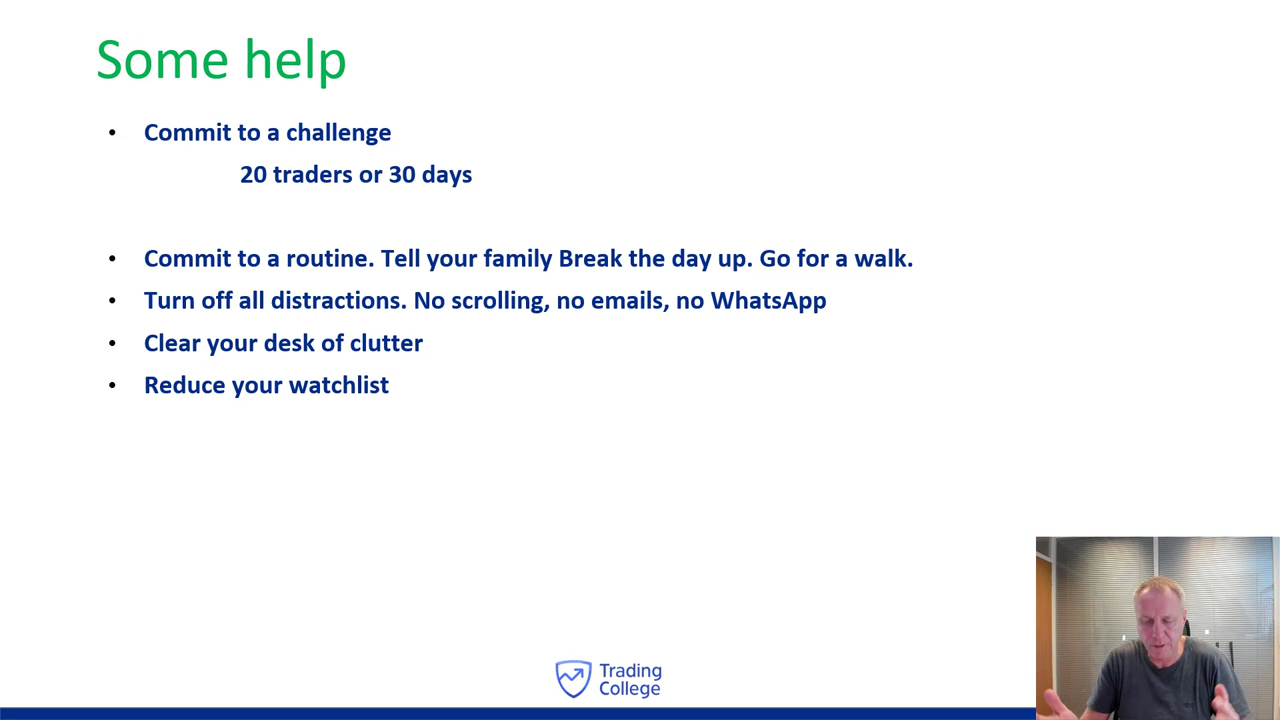 Some help
• Commit to a challenge
20 traders or 30 days
• Commit to a routine. Tell your family Break the day up. Go for a walk.
• Turn off all distractions. No scrolling, no emails, no WhatsApp
• Clear your desk of clutter
• Reduce your watchlist
Trading
College